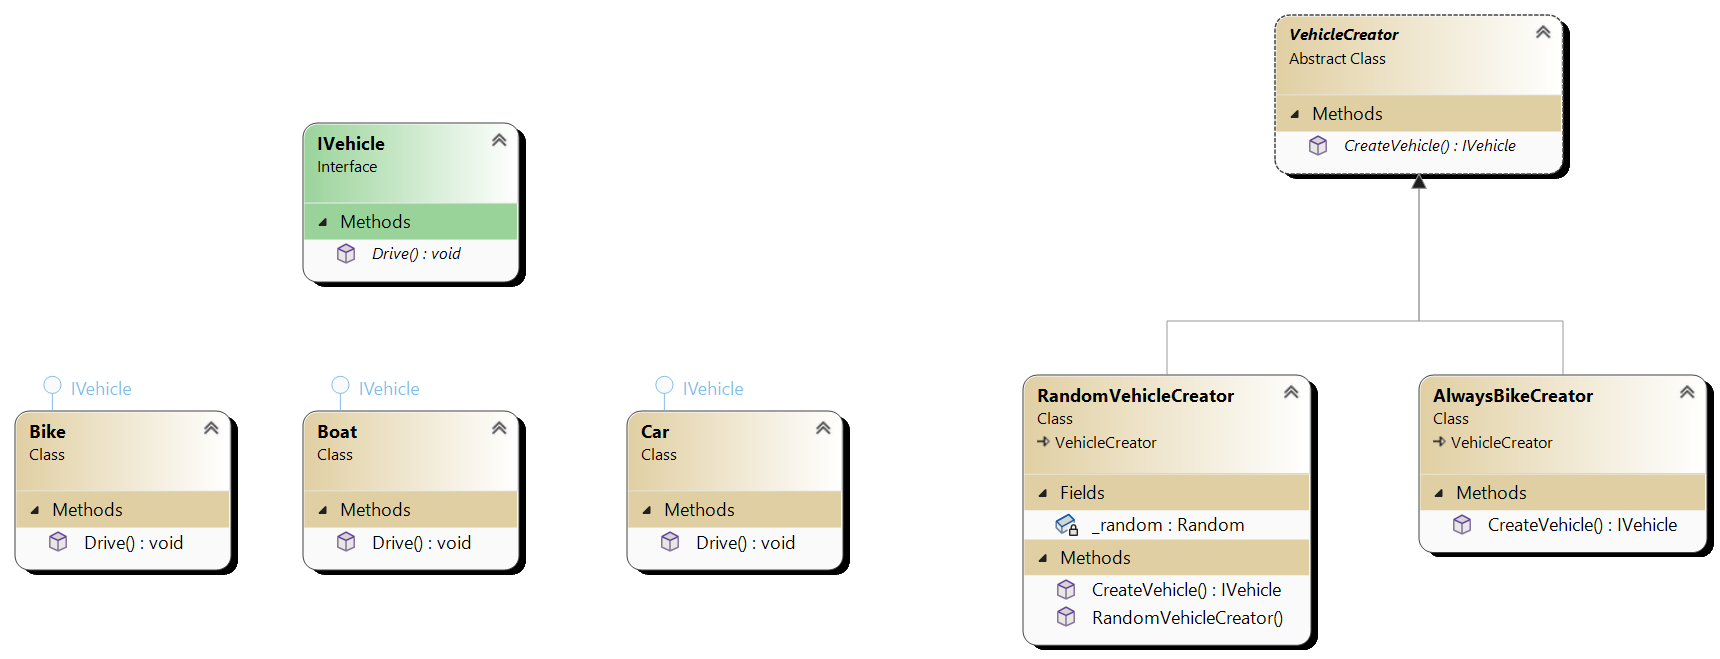 IVehicle
Interface
Methods
Drive() : void
IVehicle
Bike
Class
Methods
Drive() : void
IVehicle
Boat
Class
Methods
Drive() : void
IVehicle
Car
Class
Methods
Drive() : void
VehicleCreator
Abstract Class
Methods
CreateVehicle() : IVehicle
RandomVehicleCreator
Class
VehicleCreator
Fields
_random : Random
Methods
CreateVehicle() : IVehicle
RandomVehicleCreator()
AlwaysBikeCreator
Class
VehicleCreator
Methods
CreateVehicle() : IVehicle